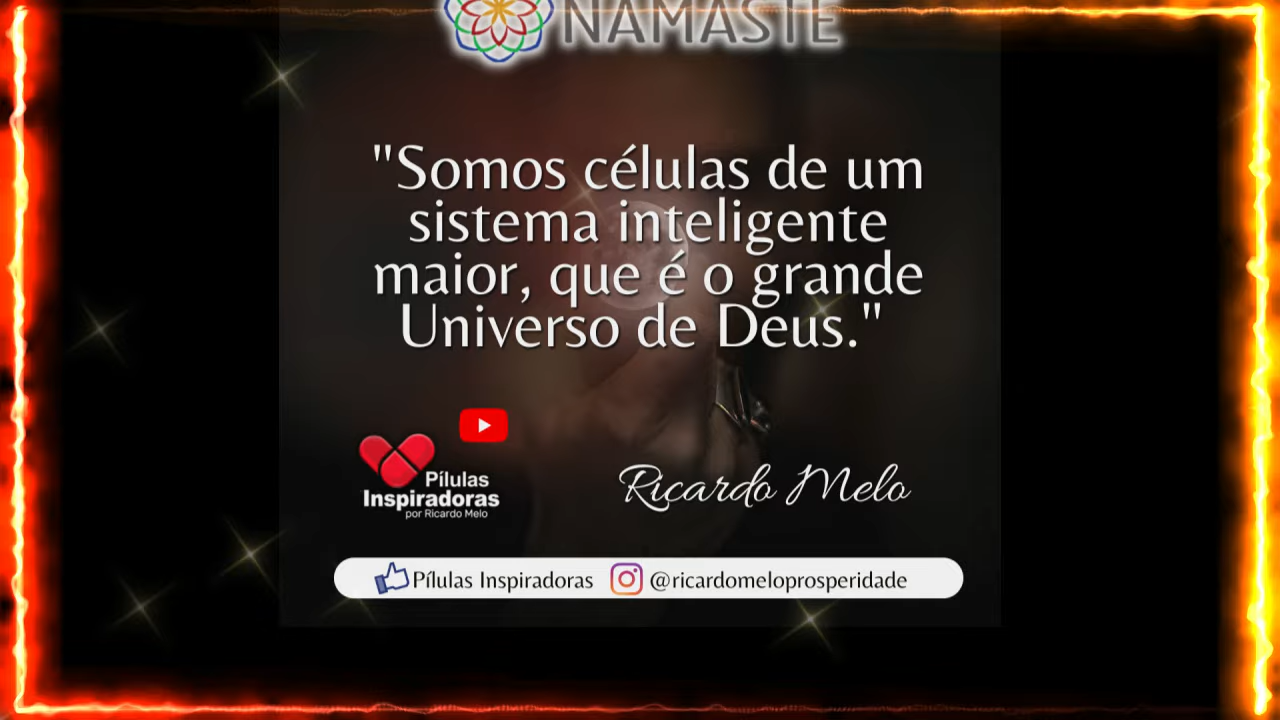 NAMASTÊ
"Somos células de um
sistema inteligente
maior, que é o grande
Universo de Deus."
Pílulas
Inspiradoras
por Ricardo Melo
Ricardo Melo
Pílulas Inspiradoras @ricardomeloprosperidade